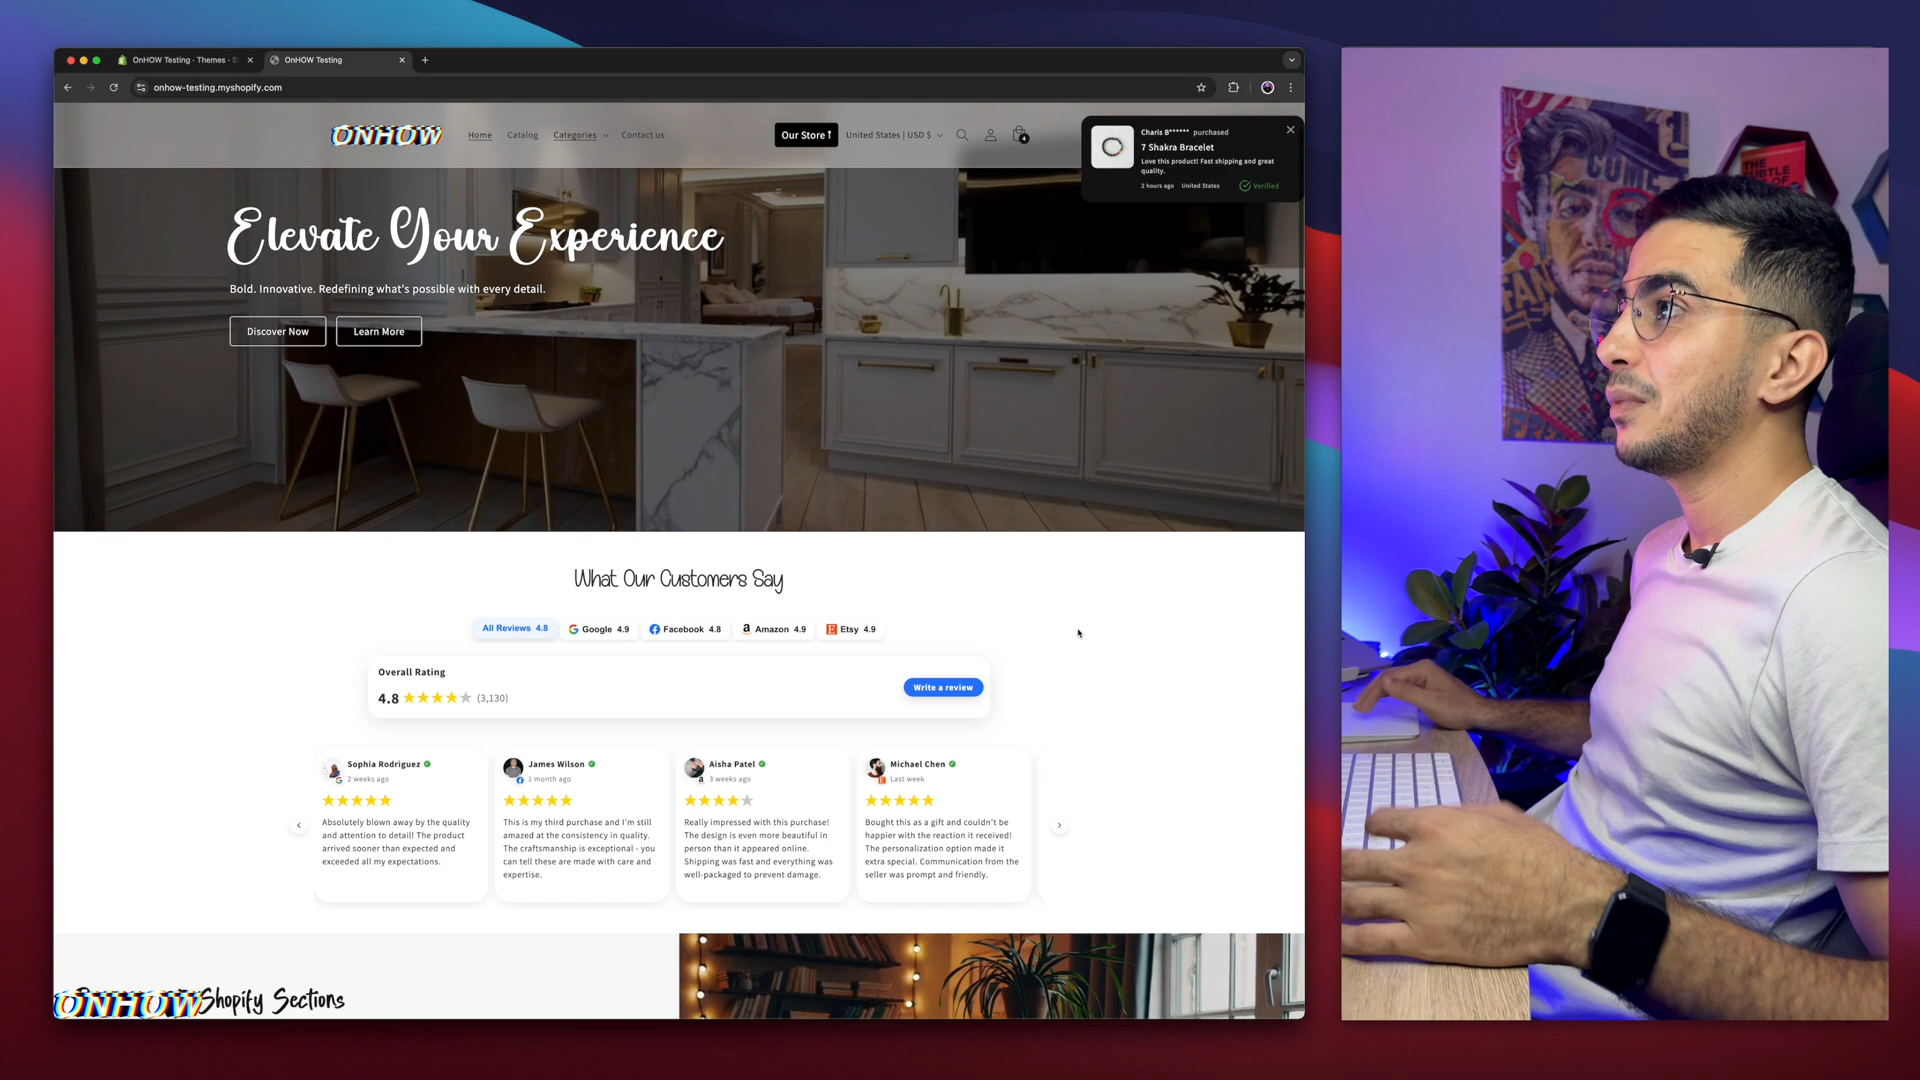 OnHOW Testing · Themes · S
OnHOW Testing
onhow-testing.myshopify.com
ONHOW
Home
Catalog
Categories
Contact us
Our Store
United States | USD $
4
Charis B****** purchased
7 Shakra Bracelet
Love this product! Fast shipping and great
quality.
2 hours ago United States Verified
Elevate Your Experience
Bold. Innovative. Redefining what's possible with every detail.
Discover Now
Learn More
What Our Customers Say
All Reviews 4.8
Google 4.9
Facebook 4.8
Amazon 4.9
Etsy 4.9
Overall Rating
4.8 (3,130)
Write a review
Sophia Rodriguez
2 weeks ago
Absolutely blown away by the quality
and attention to detail! The product
arrived sooner than expected and
exceeded all my expectations.
James Wilson
1 month ago
This is my third purchase and I'm still
amazed at the consistency in quality.
The craftsmanship is exceptional - you
can tell these are made with care and
expertise.
Aisha Patel
3 weeks ago
Really impressed with this purchase!
The design is even more beautiful in
person than it appeared online.
Shipping was fast and everything was
well-packaged to prevent damage.
Michael Chen
Last week
Bought this as a gift and couldn't be
happier with the reaction it received!
The personalization option made it
extra special. Communication from the
seller was prompt and friendly.
ONHOW
Shopify Sections
COME
FAN
THE
SUBTLE